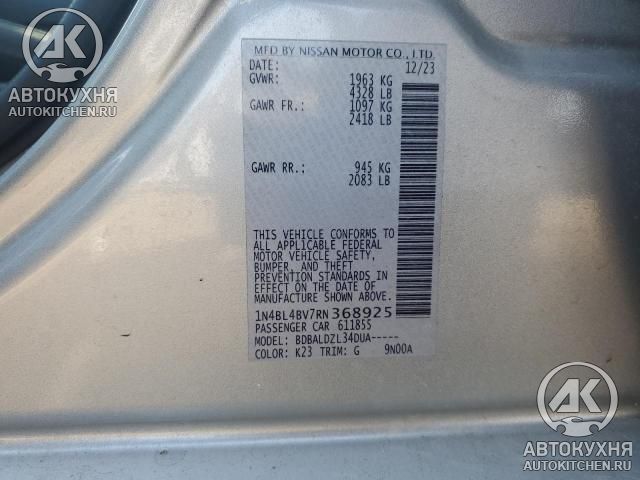 MFD BY NISSAN MOTOR CO., LTD.
DATE: 12/23
GVWR: 1963 KG
4328 LB
GAWR FR.: 1097 KG
2418 LB
GAWR RR.: 945 KG
2083 LB
THIS VEHICLE CONFORMS TO
ALL APPLICABLE FEDERAL
MOTOR VEHICLE SAFETY,
BUMPER, AND THEFT
PREVENTION STANDARDS IN
EFFECT ON THE DATE OF
MANUFACTURE SHOWN ABOVE.
1N4BL4BV7RN368925
PASSENGER CAR 611855
MODEL: BDBALDZL34DUA-----
COLOR: K23 TRIM: G 9N00A
АК
АВТОКУХНЯ
AUTOKITCHEN.RU
АК
АВТОКУХНЯ
AUTOKITCHEN.RU